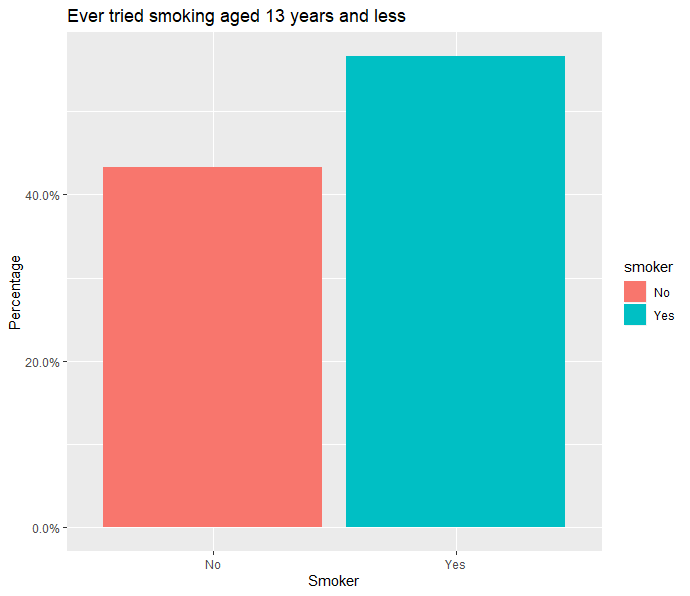 Ever tried smoking aged 13 years and less
Percentage
40.0%
20.0%
0.0%
No
Yes
Smoker
smoker
No
Yes